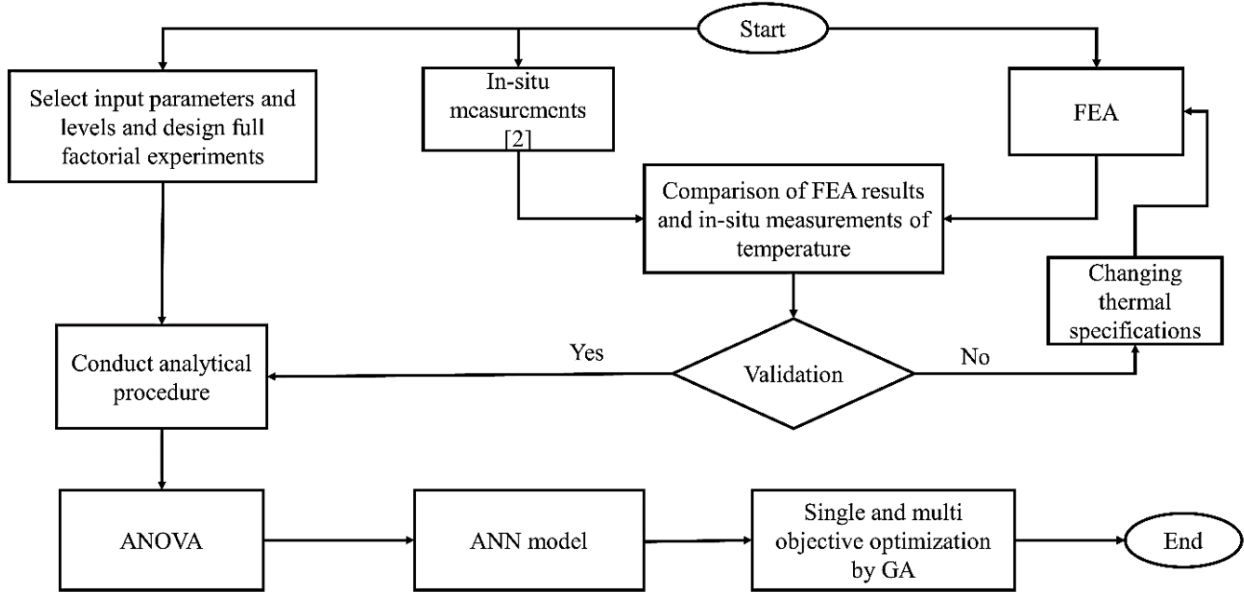 Start
Select input parameters and
levels and design full
factorial experiments
In-situ
measurements
[2]
FEA
Comparison of FEA results
and in-situ measurements of
temperature
Changing
thermal
specifications
Conduct analytical
procedure
Yes
Validation
No
ANOVA
ANN model
Single and multi
objective optimization
by GA
End